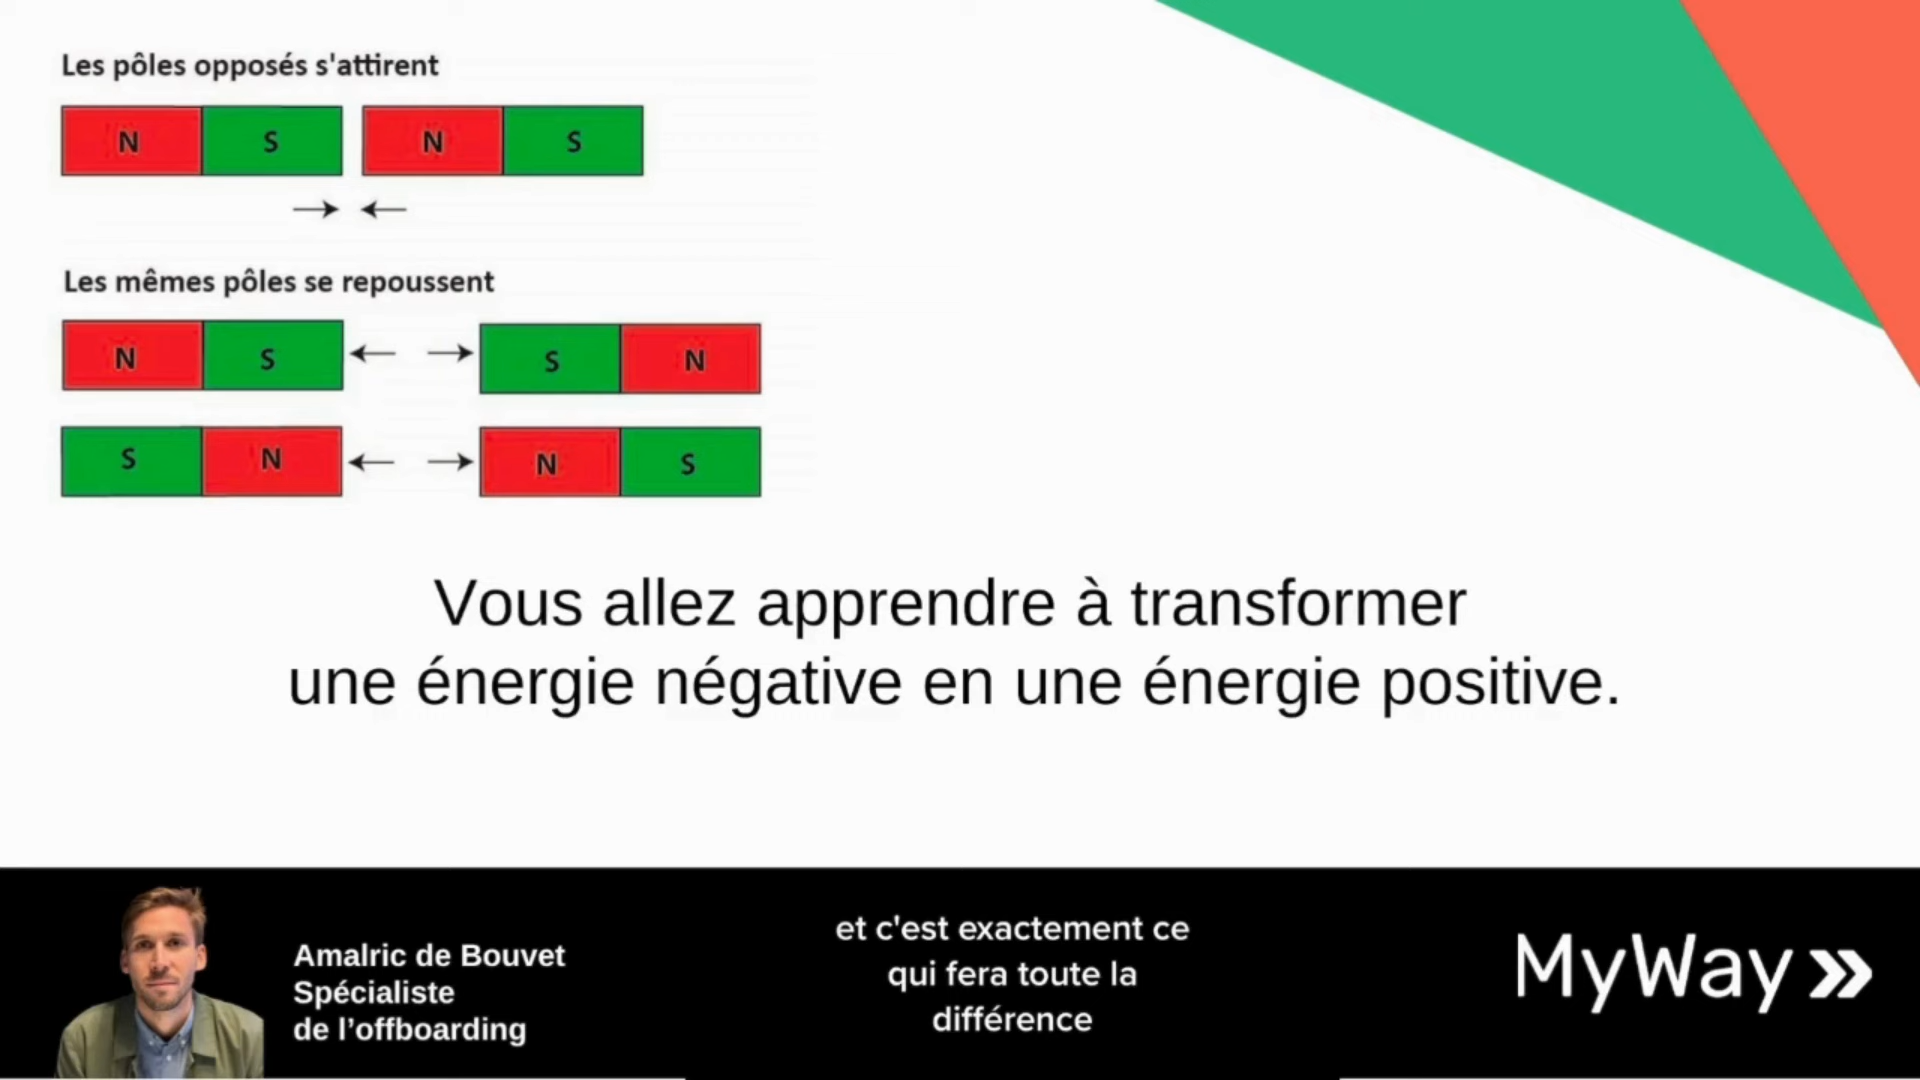 Les pôles opposés s'attirent
N S N S
Les mêmes pôles se repoussent
N S S N
S N N S
Vous allez apprendre à transformer
une énergie négative en une énergie positive.
Amalric de Bouvet
Spécialiste
de l’offboarding
et c'est exactement ce
qui fera toute la
différence
MyWay